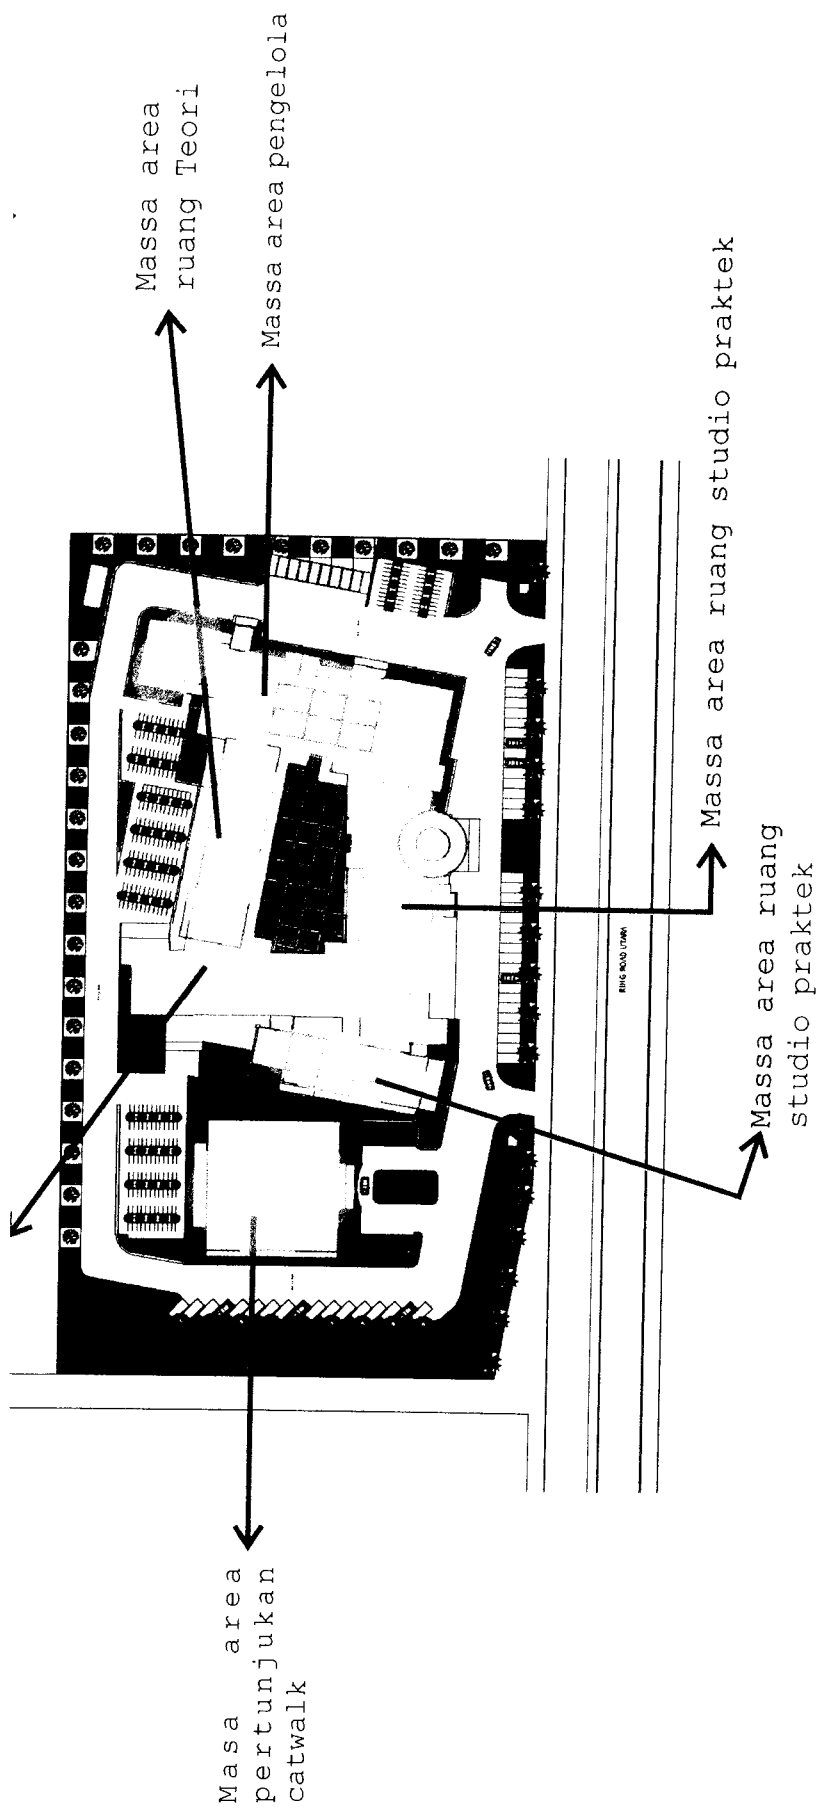 Massa area
ruang Teori
Massa area pengelola
Massa area ruang studio praktek
Massa area ruang
studio praktek
RING ROAD UTARA
Masa area
pertunjukan
catwalk